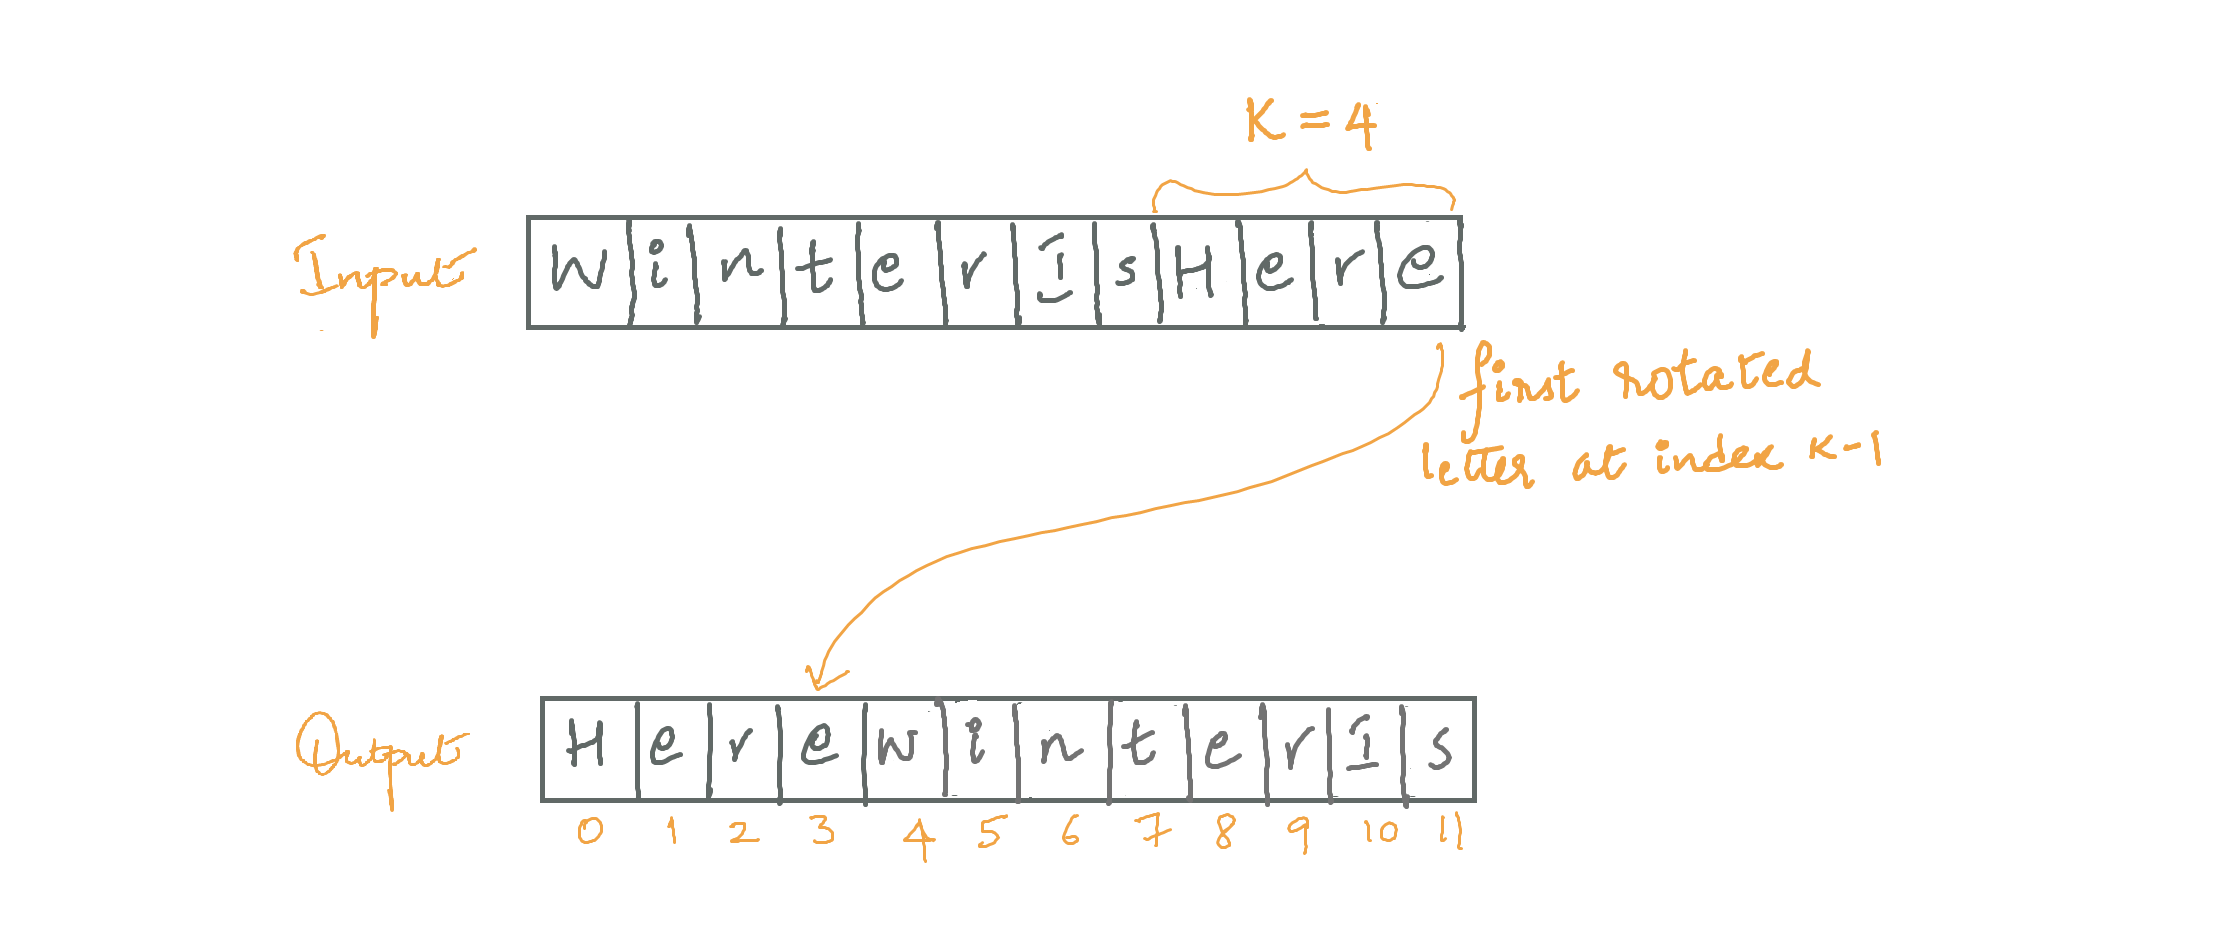 K = 4
Input W i n t e r I s H e r e
first rotated
letter at index K-1
Output H e r e W i n t e r I s
0 1 2 3 4 5 6 7 8 9 10 11